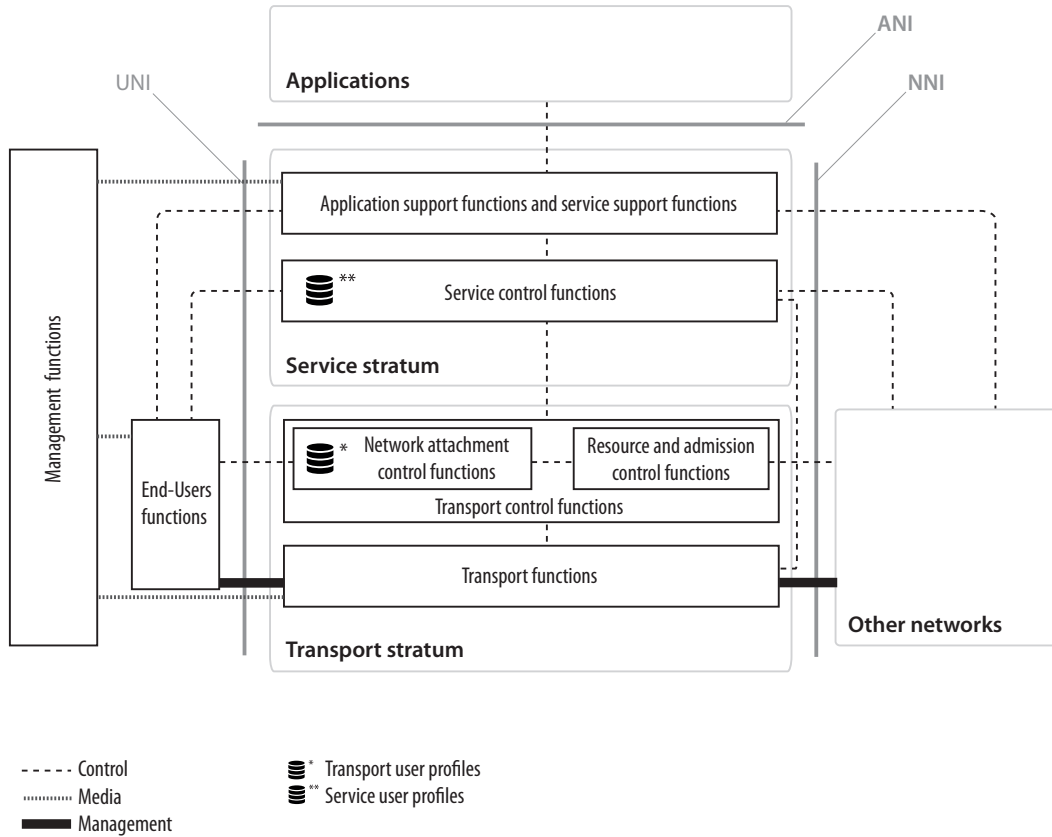 ANI
Applications
UNI
NNI
Application support functions and service support functions
**
Service control functions
Service stratum
Management functions
*
Network attachment
control functions
Resource and admission
control functions
Transport control functions
End-Users
functions
Transport functions
Other networks
Transport stratum
Control
Media
Management
* Transport user profiles
** Service user profiles